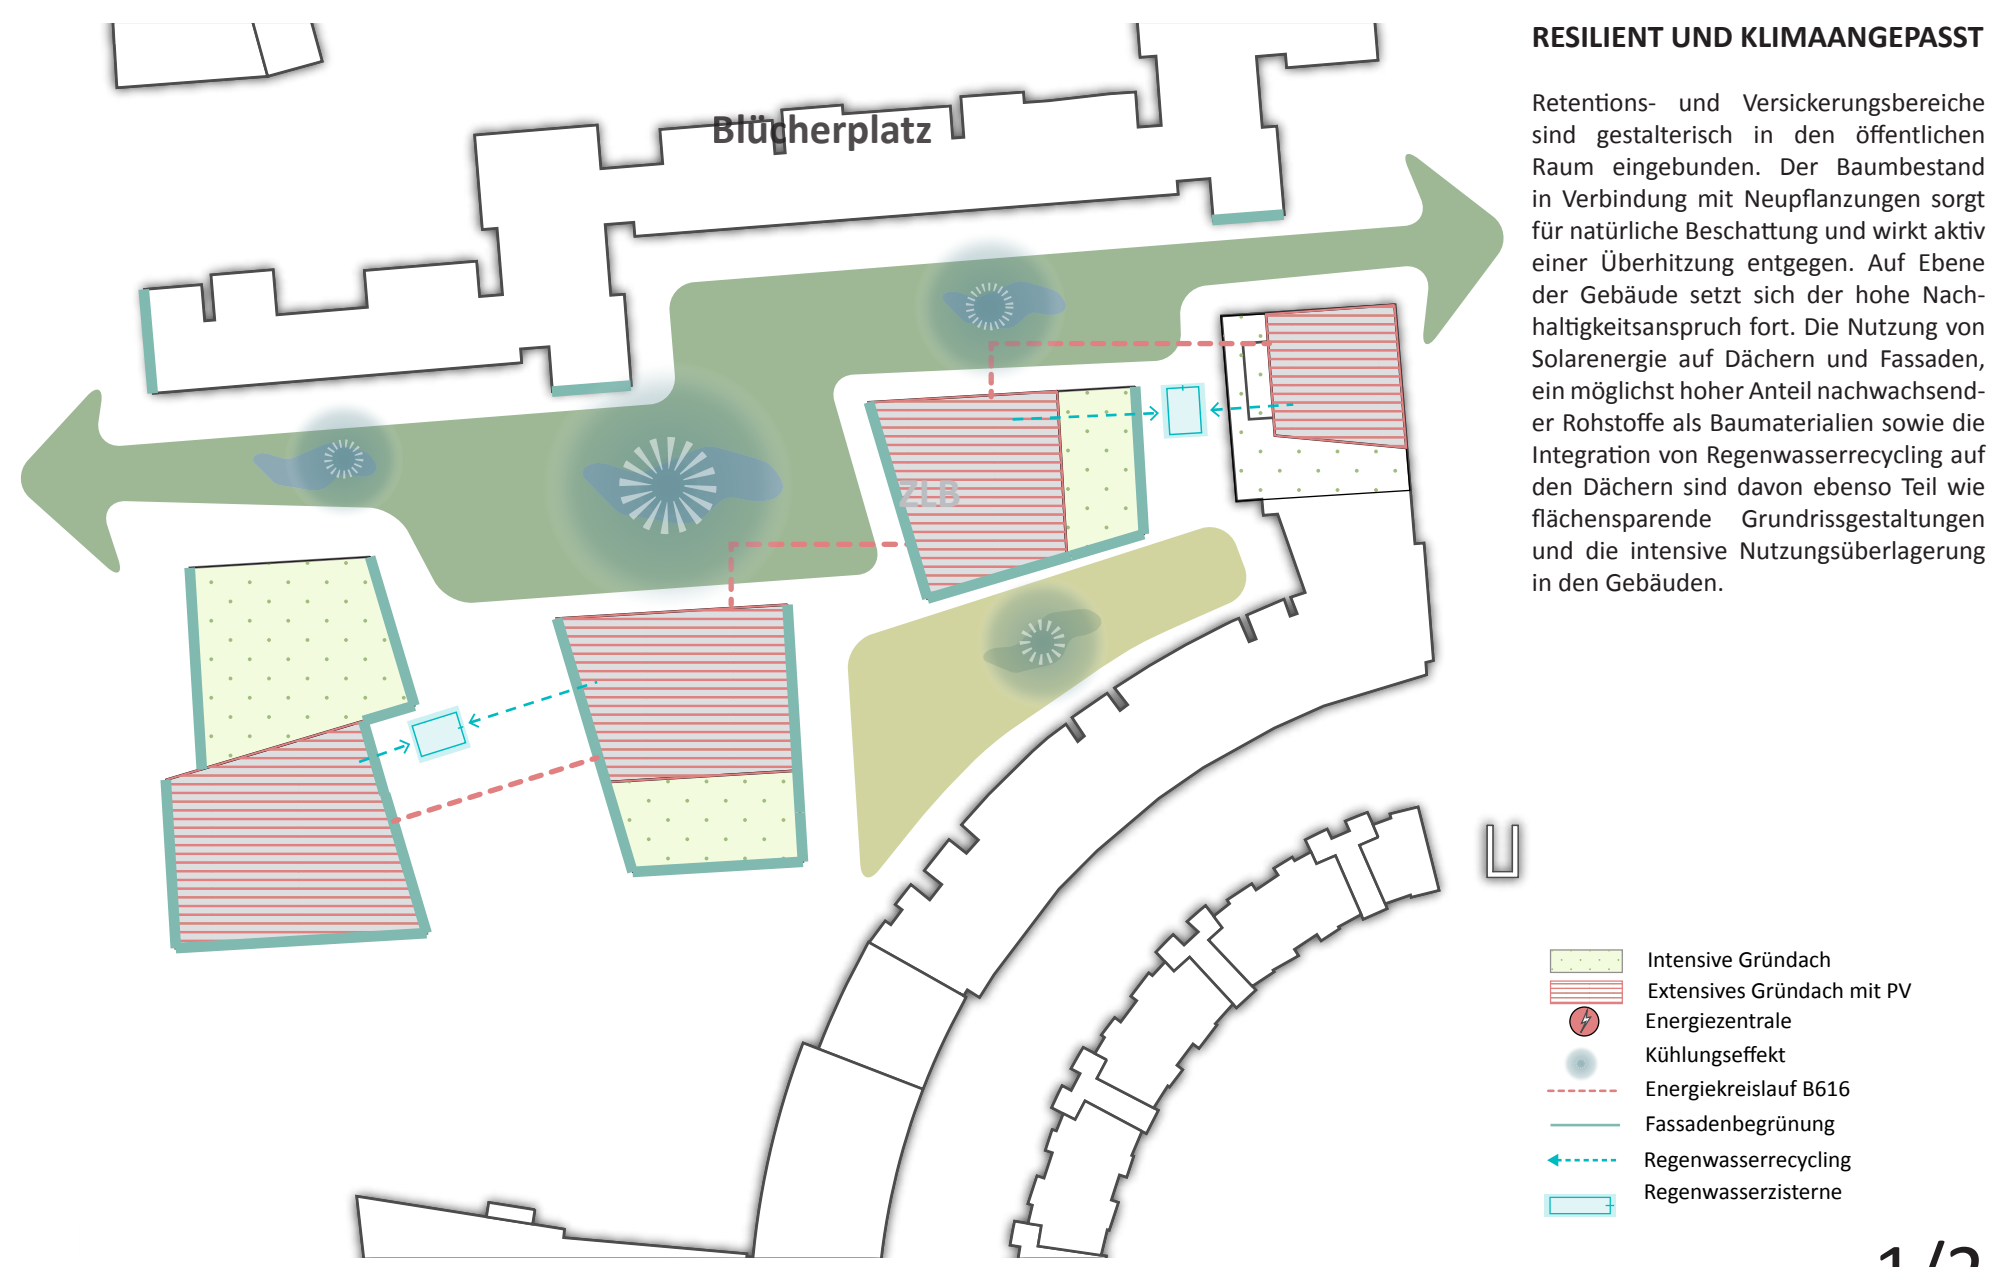 RESILIENT UND KLIMAANGEPASST
Retentions- und Versickerungsbereiche
sind gestalterisch in den öffentlichen
Raum eingebunden. Der Baumbestand
in Verbindung mit Neupflanzungen sorgt
für natürliche Beschattung und wirkt aktiv
einer Überhitzung entgegen. Auf Ebene
der Gebäude setzt sich der hohe Nach-
haltigkeitsanspruch fort. Die Nutzung von
Solarenergie auf Dächern und Fassaden,
ein möglichst hoher Anteil nachwachsend-
er Rohstoffe als Baumaterialien sowie die
Integration von Regenwasserrecycling auf
den Dächern sind davon ebenso Teil wie
flächensparende Grundrissgestaltungen
und die intensive Nutzungsüberlagerung
in den Gebäuden.
Blücherplatz
ZLB
Intensive Gründach
Extensives Gründach mit PV
Energiezentrale
Kühlungseffekt
Energiekreislauf B616
Fassadenbegrünung
Regenwasserrecycling
Regenwasserzisterne